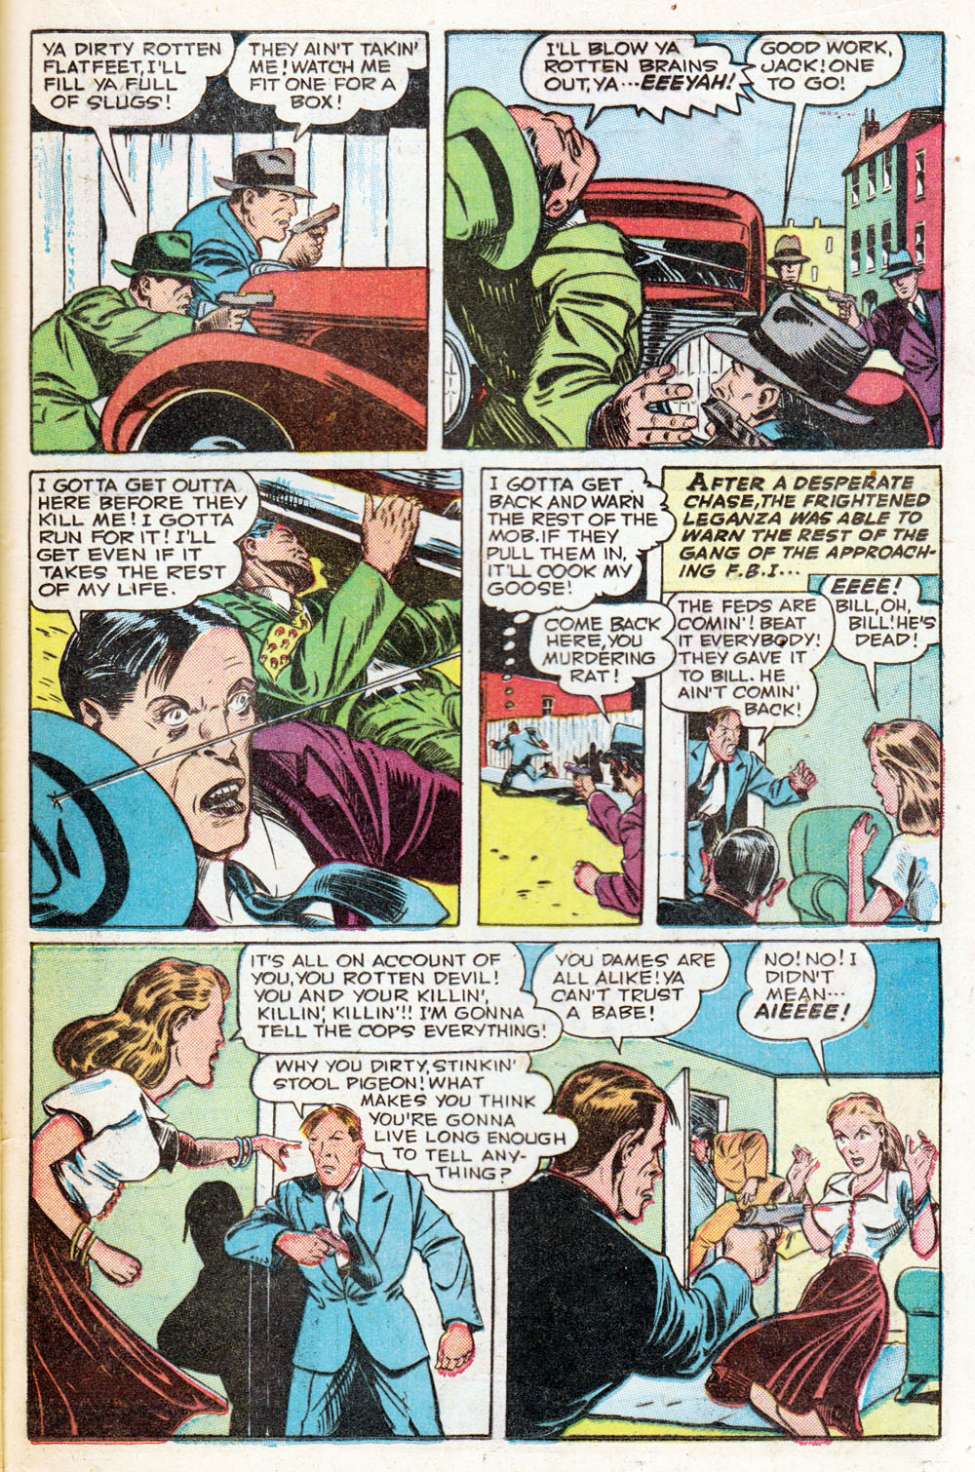 YA DIRTY ROTTEN
FLATFEET, I'LL
FILL YA FULL
OF SLUGS!
THEY AIN'T TAKIN'
ME! WATCH ME
FIT ONE FOR A
BOX!
I'LL BLOW YA
ROTTEN BRAINS
OUT, YA...EEEYAH!
GOOD WORK,
JACK! ONE
TO GO!
I GOTTA GET OUTTA
HERE BEFORE THEY
KILL ME! I GOTTA
RUN FOR IT! I'LL
GET EVEN IF IT
TAKES THE REST
OF MY LIFE.
I GOTTA GET
BACK AND WARN
THE REST OF THE
MOB. IF THEY
PULL THEM IN,
IT'LL COOK MY
GOOSE!
COME BACK
HERE, YOU
MURDERING
RAT!
AFTER A DESPERATE
CHASE, THE FRIGHTENED
LEGANZA WAS ABLE TO
WARN THE REST OF THE
GANG OF THE APPROACH-
ING F.B.I...
THE FEDS ARE
COMIN'! BEAT
IT EVERYBODY!
THEY GAVE IT
TO BILL. HE
AIN'T COMIN'
BACK!
EEEE!
BILL, OH,
BILL! HE'S
DEAD!
IT'S ALL ON ACCOUNT OF
YOU, YOU ROTTEN DEVIL!
YOU AND YOUR KILLIN',
KILLIN', KILLIN'!! I'M GONNA
TELL THE COPS EVERYTHING!
WHY YOU DIRTY, STINKIN'
STOOL PIGEON! WHAT
MAKES YOU THINK
YOU'RE GONNA
LIVE LONG ENOUGH
TO TELL ANY-
THING?
YOU DAMES ARE
ALL ALIKE! YA
CAN'T TRUST
A BABE!
NO! NO! I
DIDN'T
MEAN...
AIEEEE!